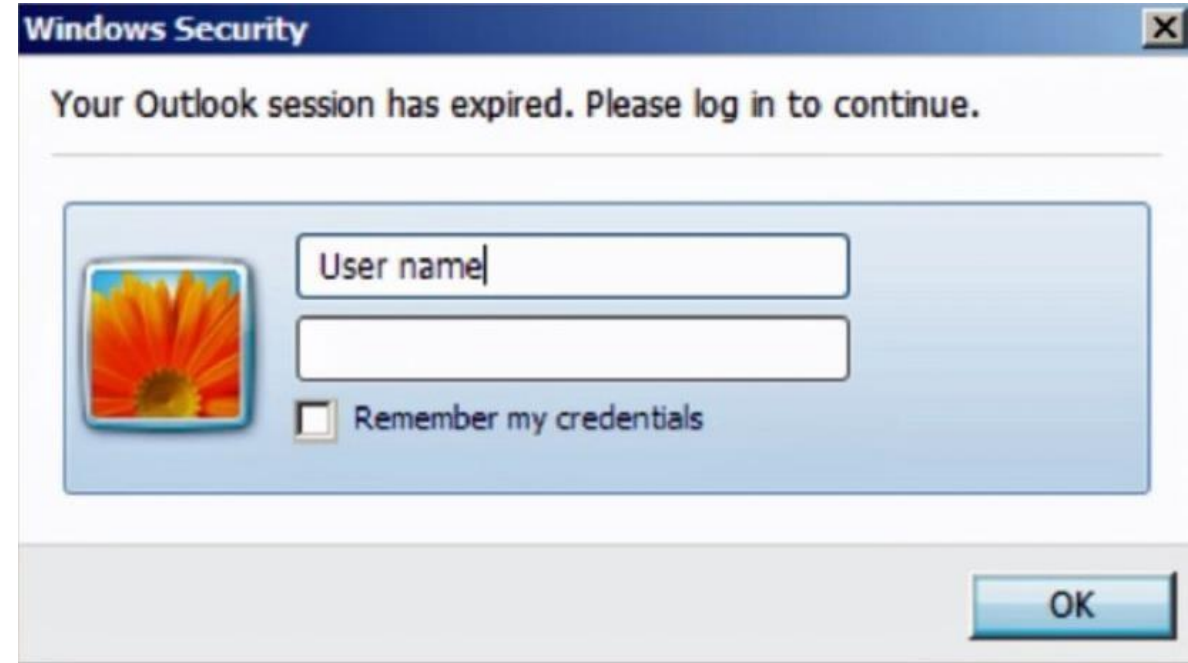 Windows Security
Your Outlook session has expired. Please log in to continue.
User name
Remember my credentials
OK